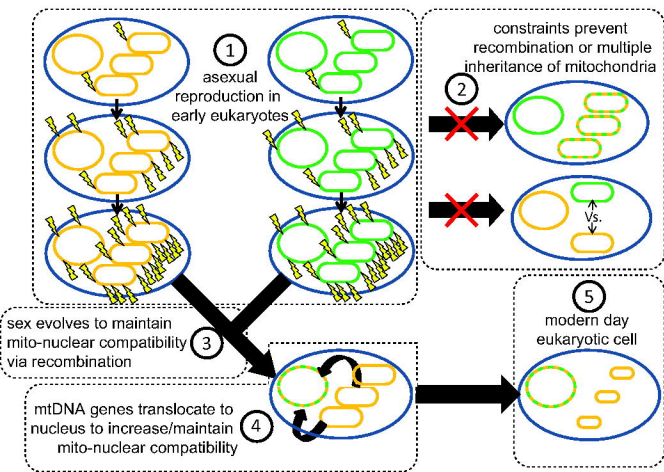 1
asexual
reproduction in
early eukaryotes
constraints prevent
recombination or multiple
inheritance of mitochondria
2
Vs.
sex evolves to maintain
mito-nuclear compatibility
via recombination
3
mtDNA genes translocate to
nucleus to increase/maintain
mito-nuclear compatibility
4
5
modern day
eukaryotic cell